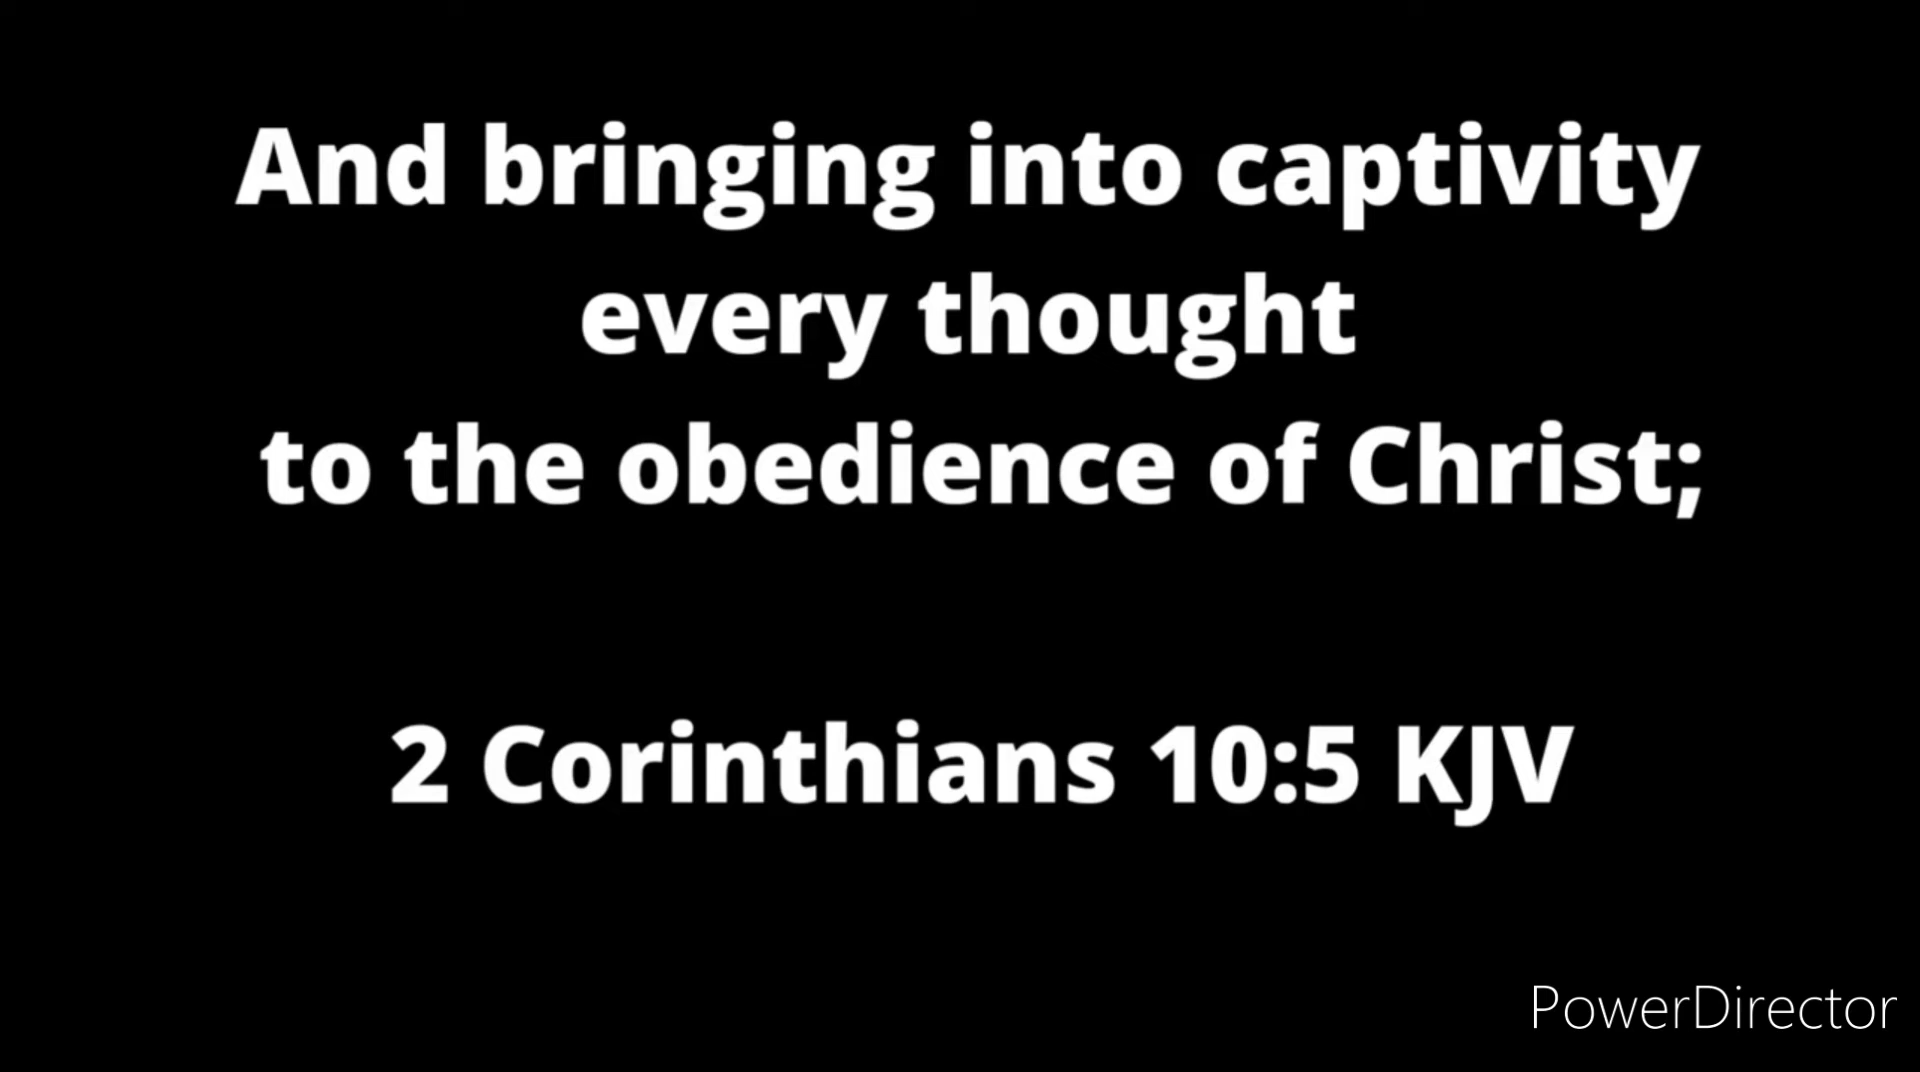 And bringing into captivity
every thought
to the obedience of Christ;
2 Corinthians 10:5 KJV
PowerDirector